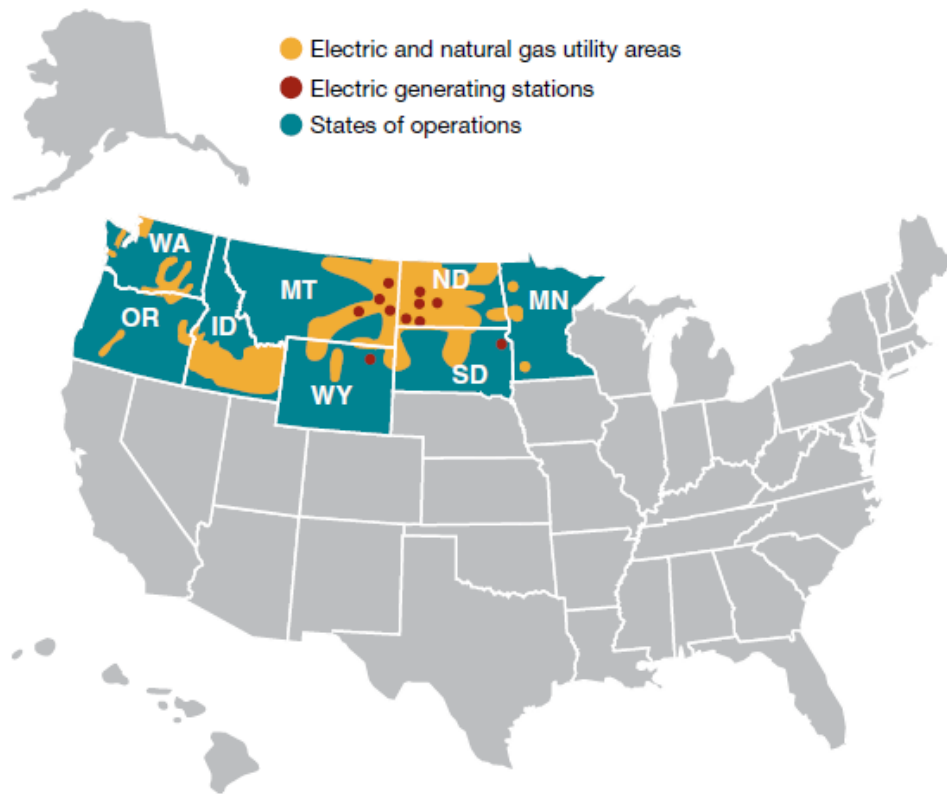 Electric and natural gas utility areas
Electric generating stations
States of operations
WA
MT
ND
MN
OR
ID
SD
WY